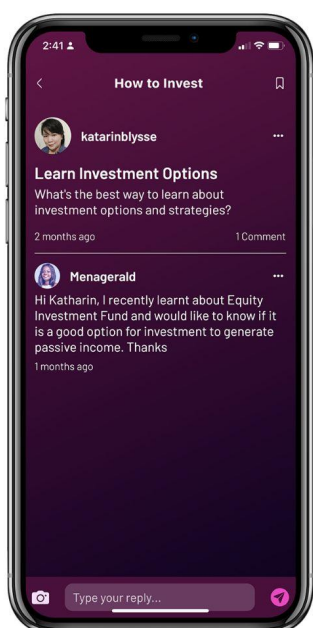 2:41
How to Invest
katarinblysse
Learn Investment Options
What's the best way to learn about
investment options and strategies?
2 months ago 1 Comment
Menagerald
Hi Katharin, I recently learnt about Equity
Investment Fund and would like to know if it
is a good option for investment to generate
passive income. Thanks
1 months ago
Type your reply...